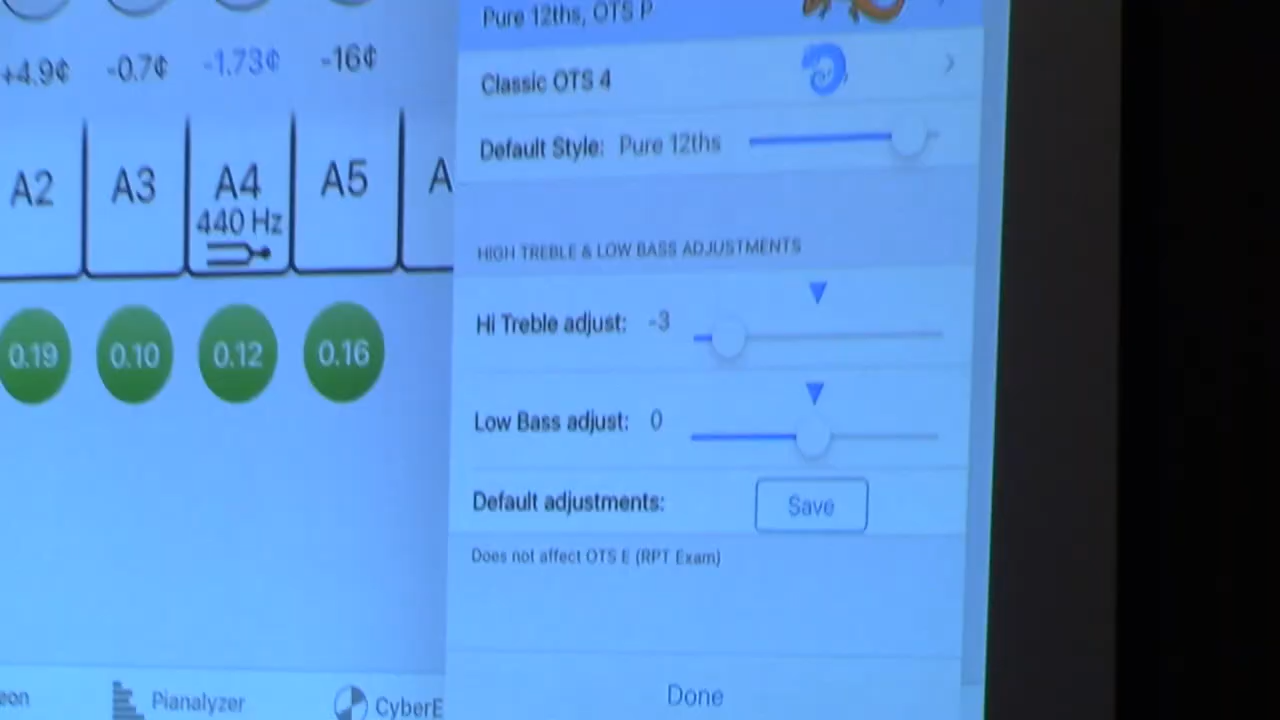 Pure 12ths, OTS P
+4.9¢ -0.7¢ -1.73¢ -16¢
Classic OTS 4
Default Style: Pure 12ths
A2 A3 A4 A5 A
440 Hz
HIGH TREBLE & LOW BASS ADJUSTMENTS
Hi Treble adjust: -3
0.19 0.10 0.12 0.16
Low Bass adjust: 0
Default adjustments: Save
Does not affect OTS E (RPT Exam)
eon Pianalyzer CyberE
Done